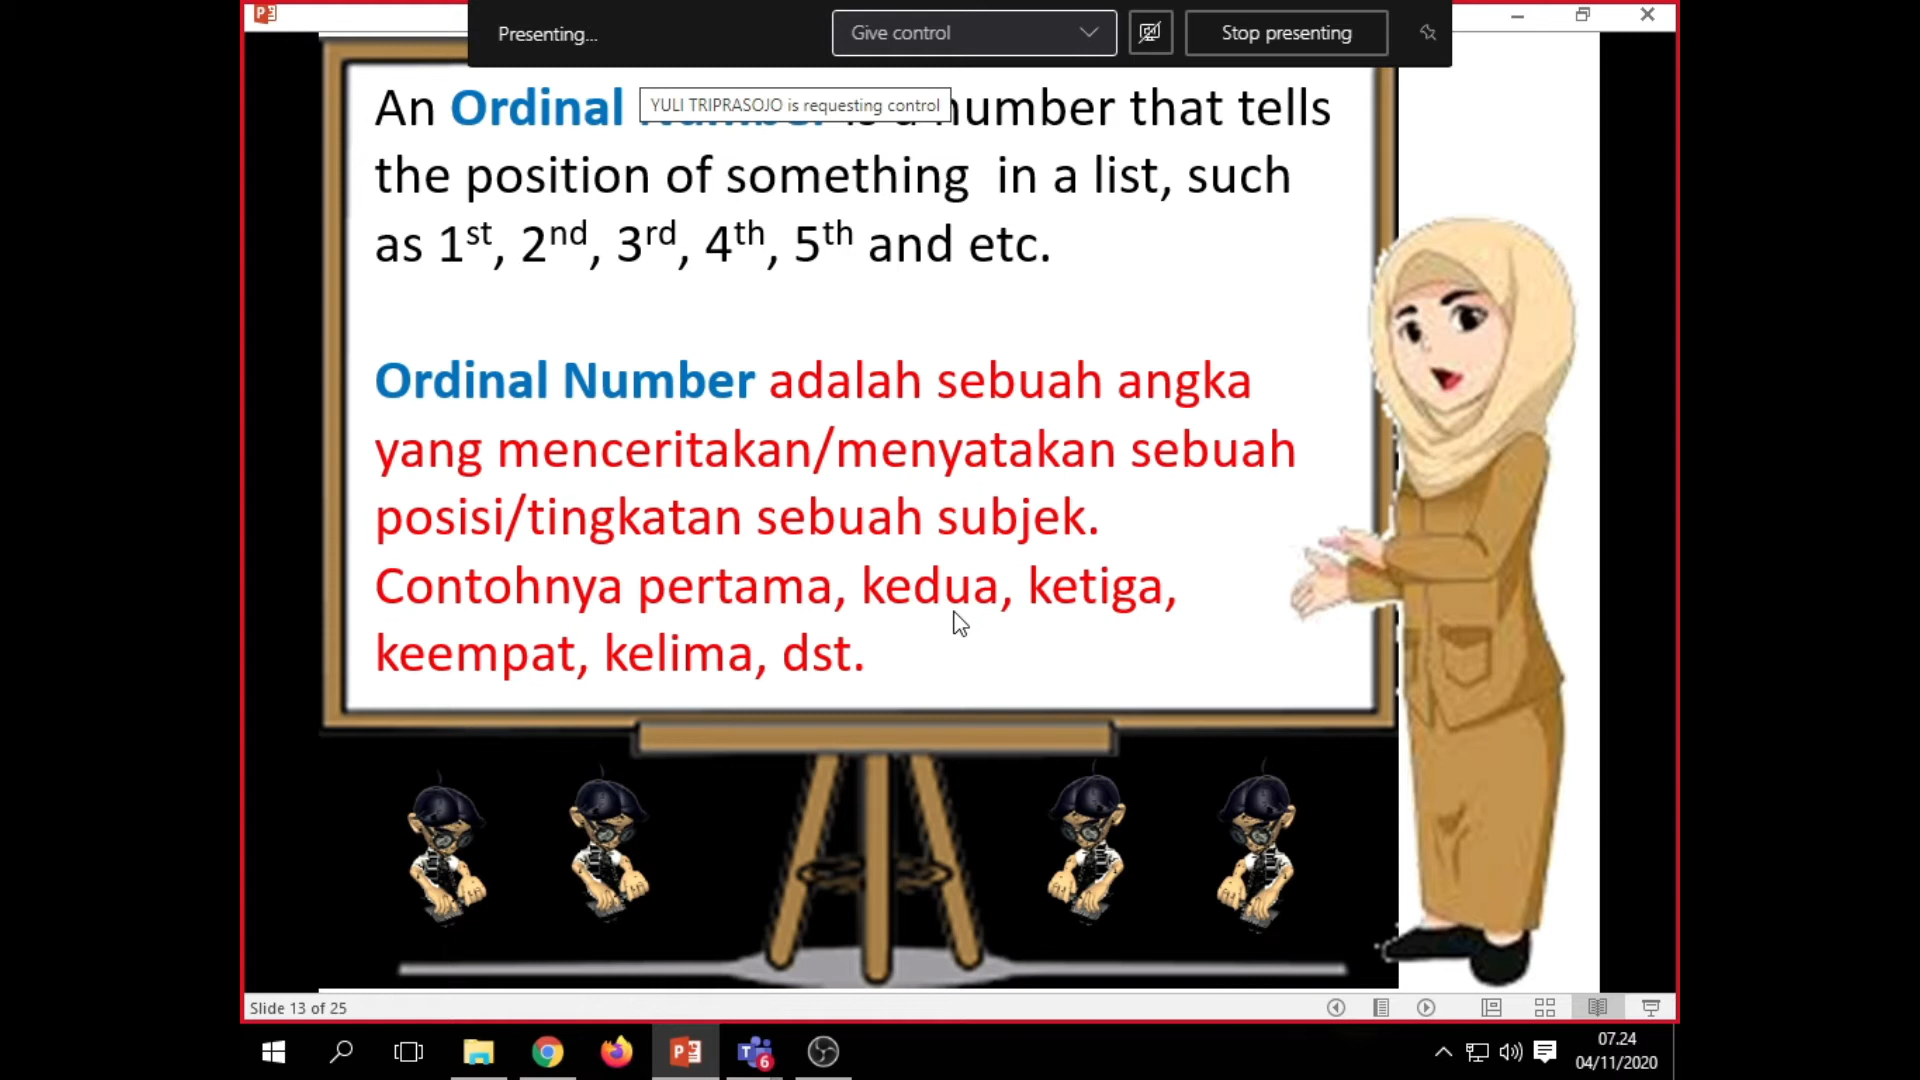 Presenting...
Give control
Stop presenting
YULI TRIPRASOJO is requesting control
An Ordinal is a number that tells
the position of something in a list, such
as 1st, 2nd, 3rd, 4th, 5th and etc.
Ordinal Number adalah sebuah angka
yang menceritakan/menyatakan sebuah
posisi/tingkatan sebuah subjek.
Contohnya pertama, kedua, ketiga,
keempat, kelima, dst.
Slide 13 of 25
6
07.24
04/11/2020